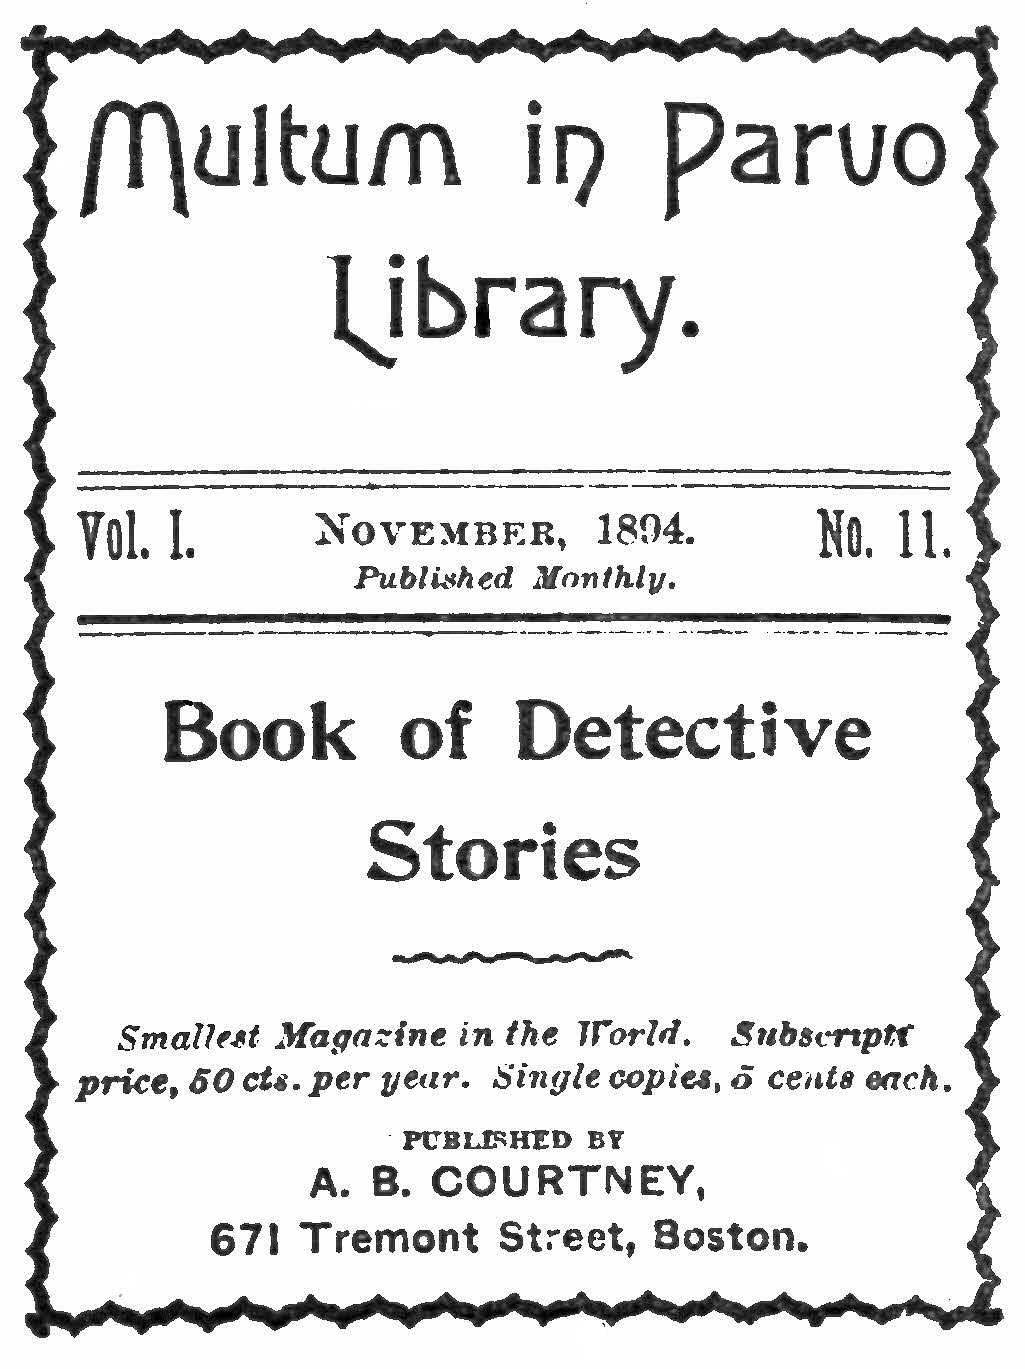 Multum in Parvo
Library.
Vol. I. NOVEMBER, 1894. No. 11.
Published Monthly.
Book of Detective
Stories
Smallest Magazine in the World. Subscript
price, 50 cts. per year. Single copies, 5 cents each.
PUBLISHED BY
A. B. COURTNEY,
671 Tremont Street, Boston.